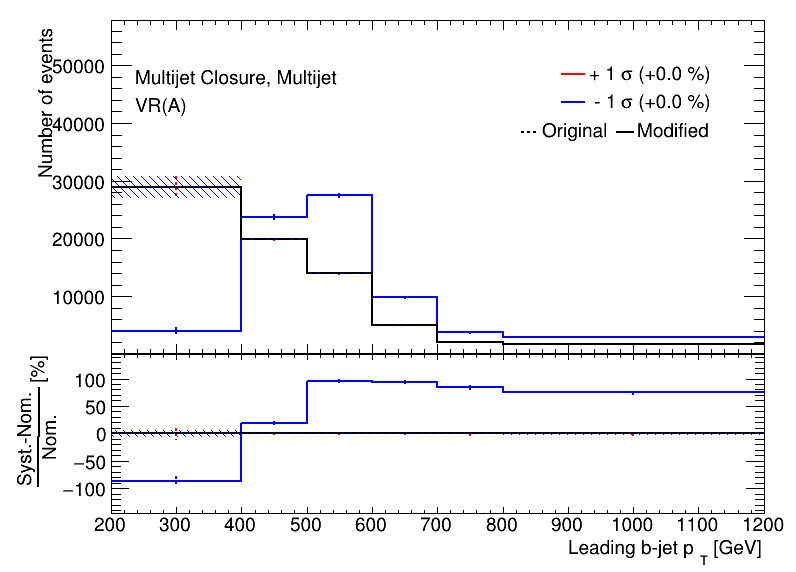 Number of events
50000
40000
30000
20000
10000
Multijet Closure, Multijet
VR(A)
+ 1 σ (+0.0 %)
- 1 σ (+0.0 %)
Original
Modified
Syst.-Nom.
Nom.
[%]
100
50
0
−50
−100
200 300 400 500 600 700 800 900 1000 1100 1200
Leading b-jet p T [GeV]